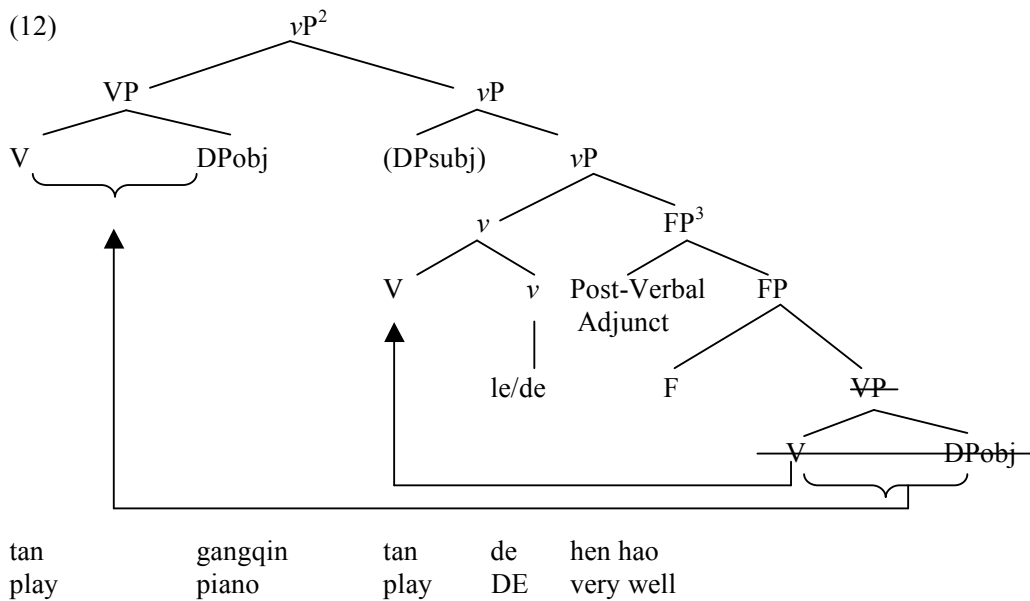 (12) vP²
VP vP
V DPobj (DPsubj) vP
v FP³
V v Post-Verbal FP
Adjunct
le/de F VP
V DPobj
tan gangqin tan de hen hao
play piano play DE very well